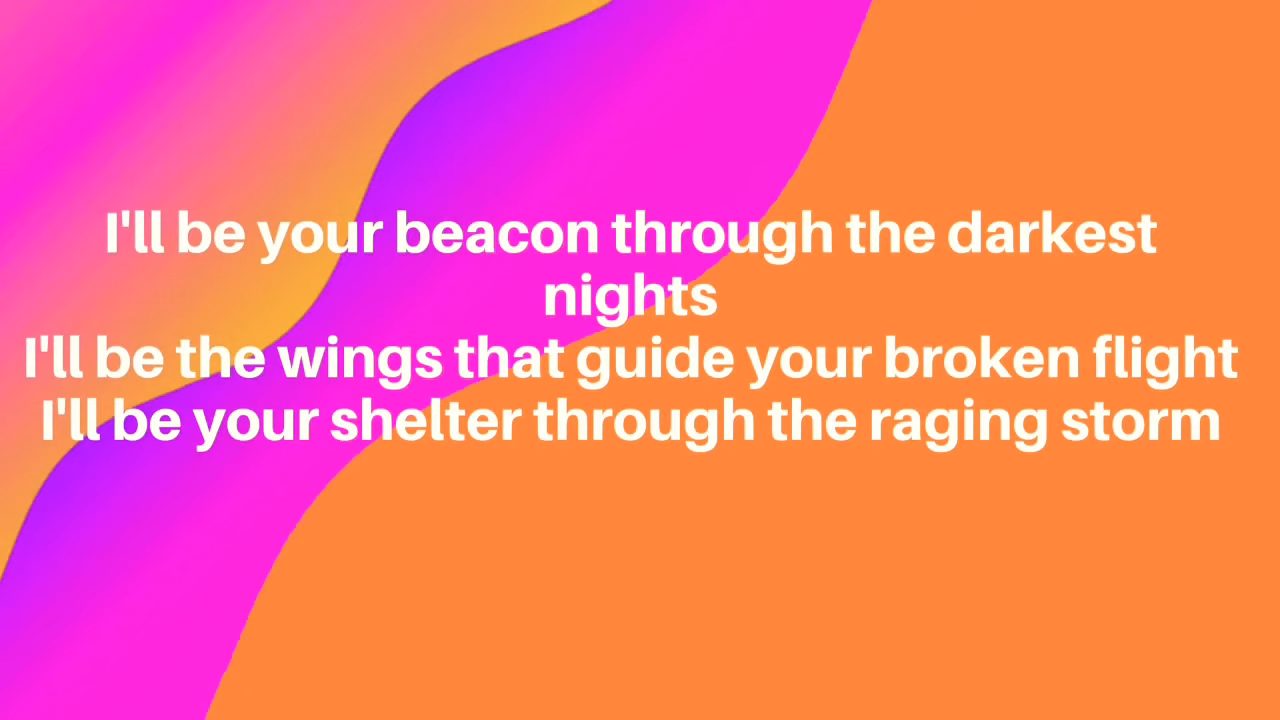 I'll be your beacon through the darkest
nights
I'll be the wings that guide your broken flight
I'll be your shelter through the raging storm